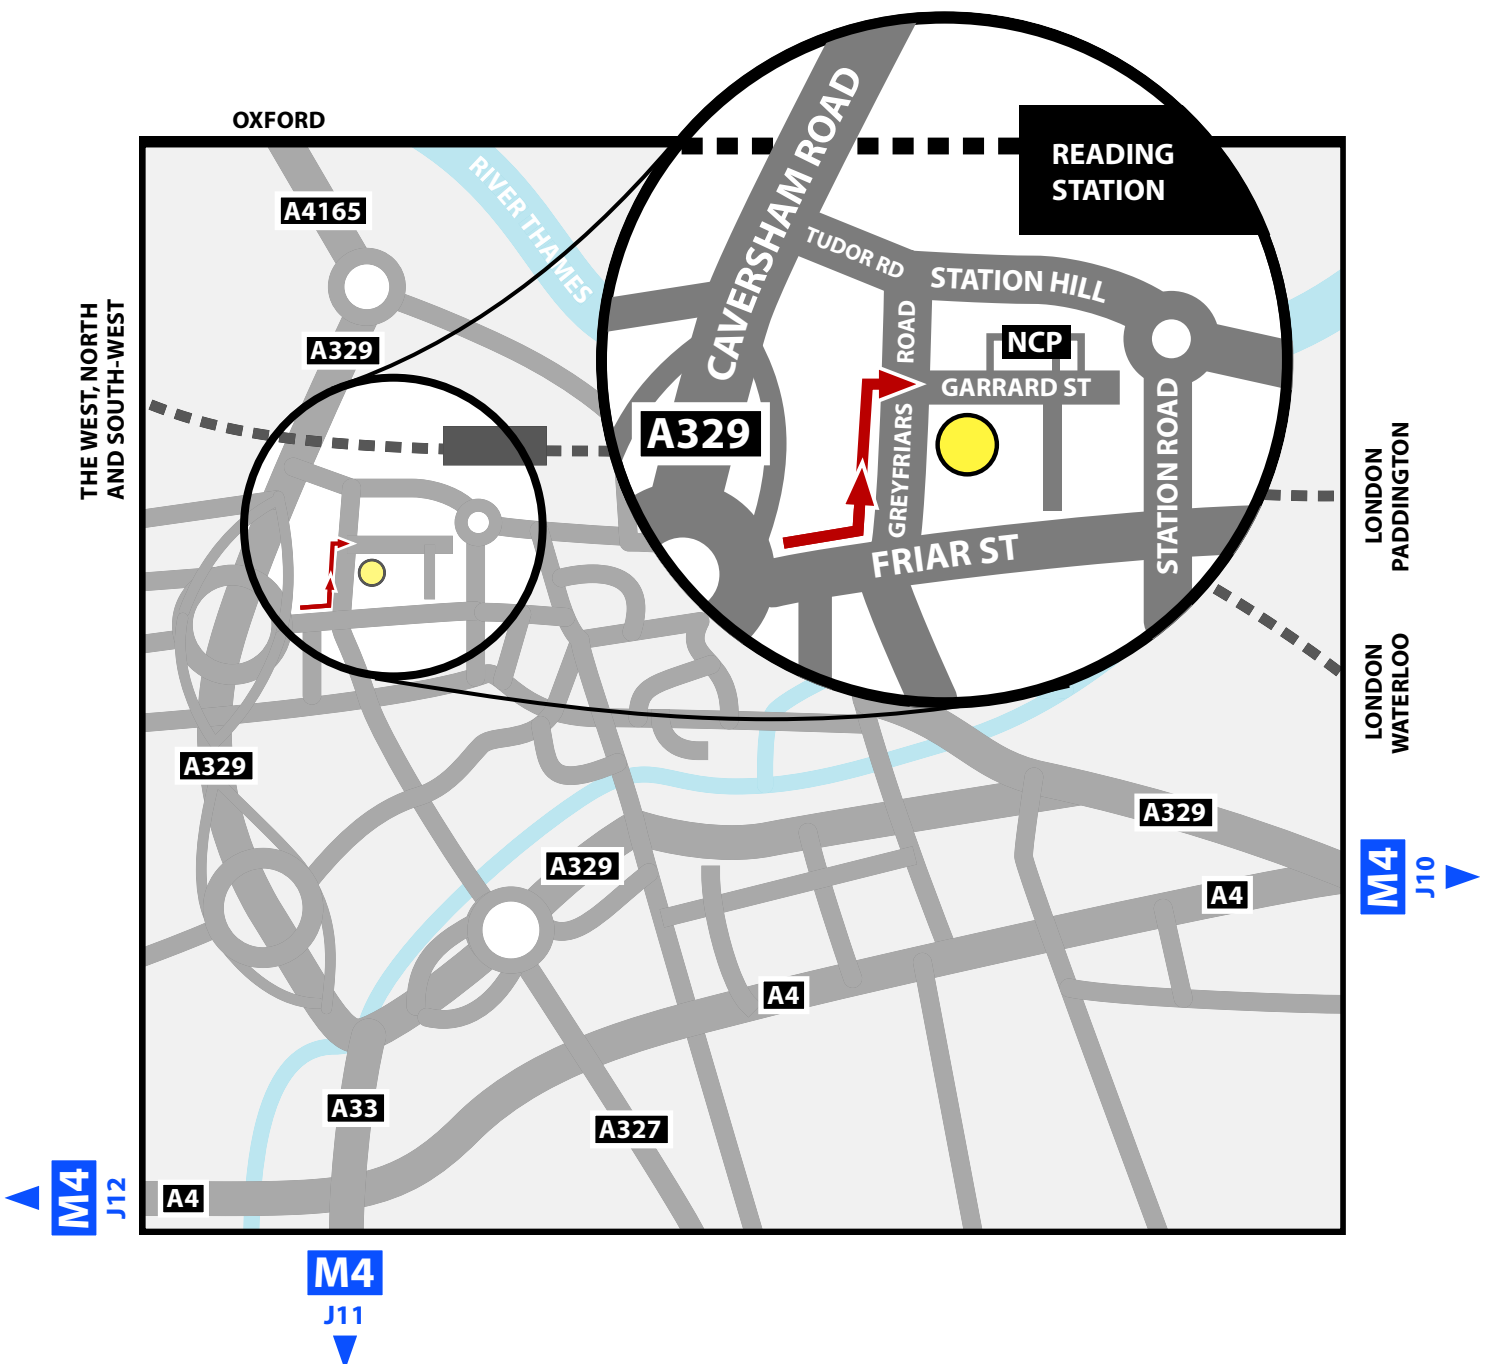 OXFORD
READING
STATION
CAVERSHAM ROAD
RIVER THAMES
A4165
TUDOR RD
STATION HILL
THE WEST, NORTH
AND SOUTH-WEST
A329
GREYFRIARS ROAD
NCP
GARRARD ST
STATION ROAD
A329
FRIAR ST
LONDON
PADDINGTON
LONDON
WATERLOO
A329
A329
A329
A4
M4
J10
A4
A33
A327
A4
M4
J12
M4
J11